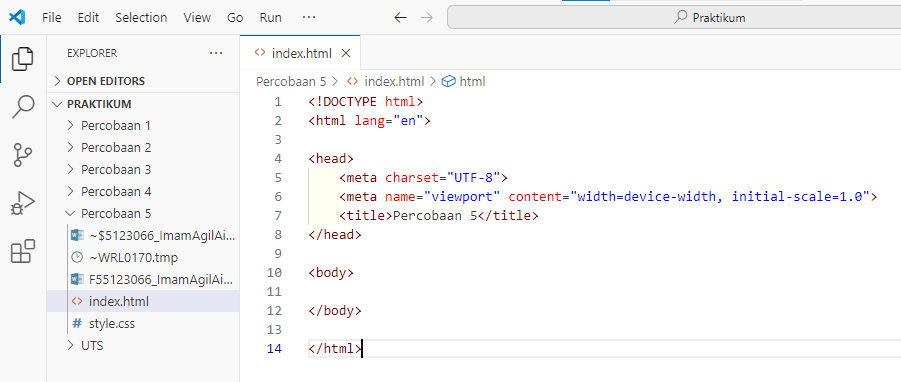 File Edit Selection View Go Run ... Praktikum
EXPLORER ...
OPEN EDITORS
PRAKTIKUM
Percobaan 1
Percobaan 2
Percobaan 3
Percobaan 4
Percobaan 5
~$5123066_ImamAgilAi...
~WRL0170.tmp
F55123066_ImamAgilAi...
index.html
style.css
UTS
index.html
Percobaan 5 > index.html > html
1 <!DOCTYPE html>
2 <html lang="en">
3
4 <head>
5 <meta charset="UTF-8">
6 <meta name="viewport" content="width=device-width, initial-scale=1.0">
7 <title>Percobaan 5</title>
8 </head>
9
10 <body>
11
12 </body>
13
14 </html>